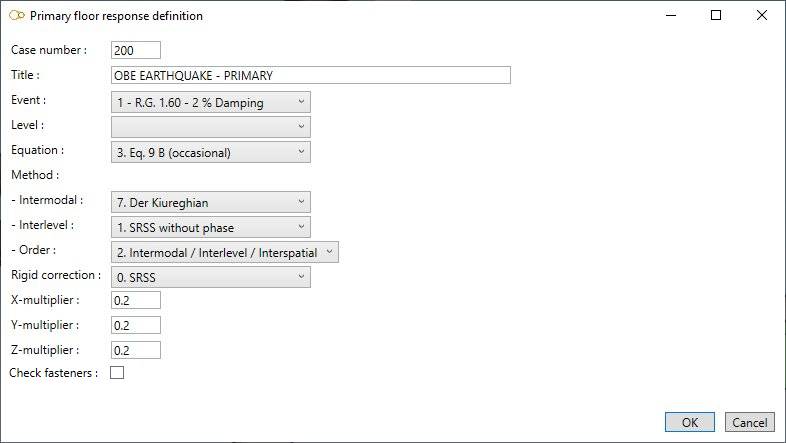 Primary floor response definition
Case number : 200
Title : OBE EARTHQUAKE - PRIMARY
Event : 1 - R.G. 1.60 - 2 % Damping
Level :
Equation : 3. Eq. 9 B (occasional)
Method :
- Intermodal : 7. Der Kiureghian
- Interlevel : 1. SRSS without phase
- Order : 2. Intermodal / Interlevel / Interspatial
Rigid correction : 0. SRSS
X-multiplier : 0.2
Y-multiplier : 0.2
Z-multiplier : 0.2
Check fasteners :
OK Cancel